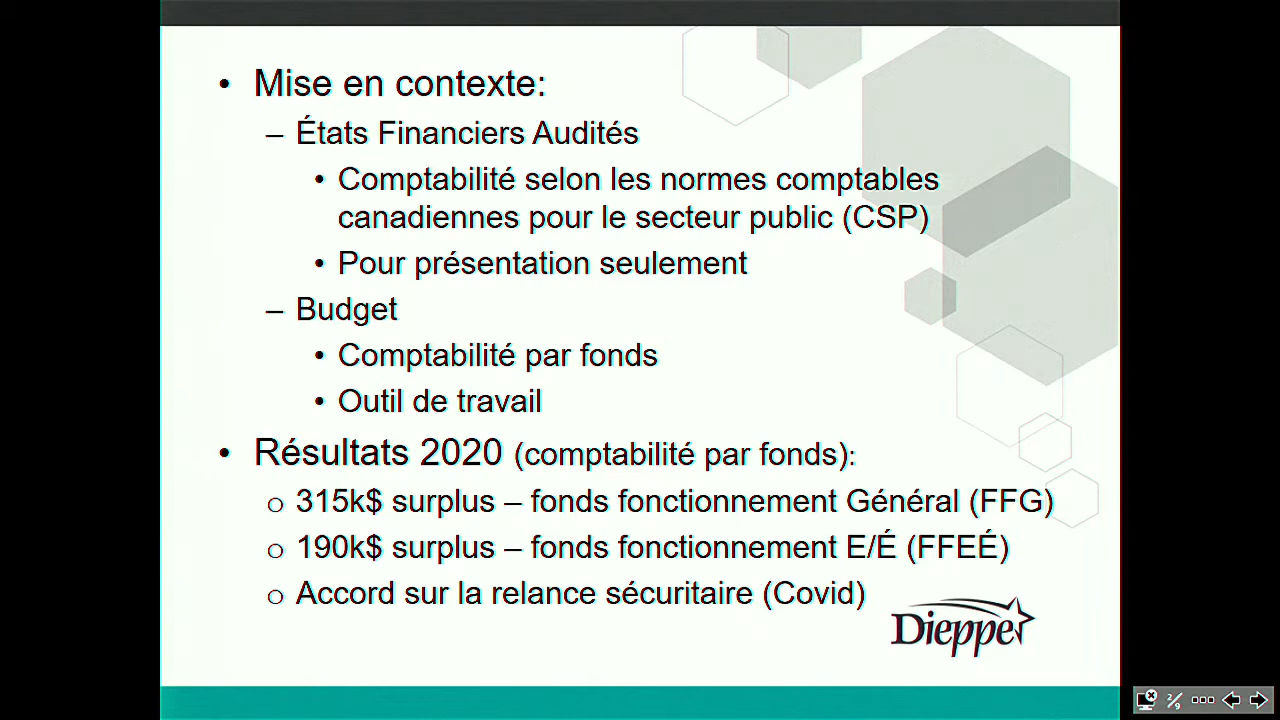 • Mise en contexte:
– États Financiers Audités
• Comptabilité selon les normes comptables
canadiennes pour le secteur public (CSP)
• Pour présentation seulement
– Budget
• Comptabilité par fonds
• Outil de travail
• Résultats 2020 (comptabilité par fonds):
o 315k$ surplus – fonds fonctionnement Général (FFG)
o 190k$ surplus – fonds fonctionnement E/É (FFEÉ)
o Accord sur la relance sécuritaire (Covid)
Dieppe
2/9